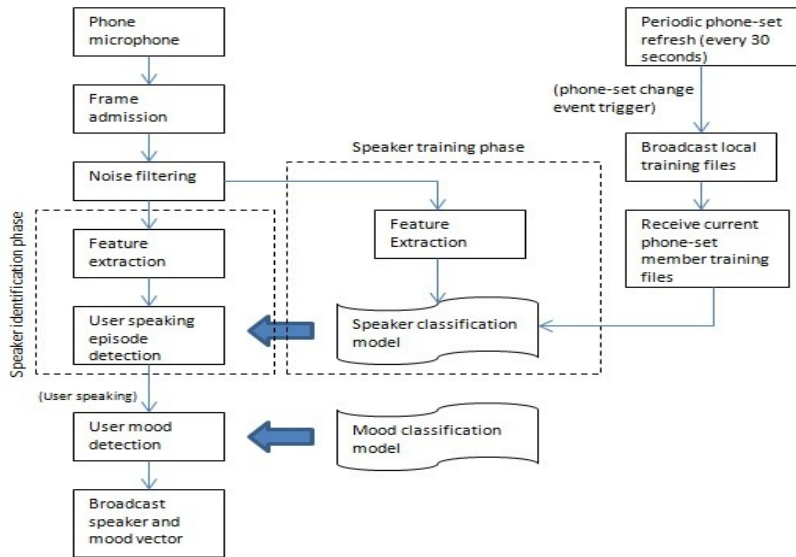 Phone
microphone
Frame
admission
Noise filtering
Speaker identification phase
Feature
extraction
User speaking
episode detection
(User speaking)
User mood
detection
Broadcast
speaker and
mood vector
Speaker training phase
Feature
Extraction
Speaker classification
model
Mood classification
model
Periodic phone-set
refresh (every 30
seconds)
(phone-set change
event trigger)
Broadcast local
training files
Receive current
phone-set
member training
files